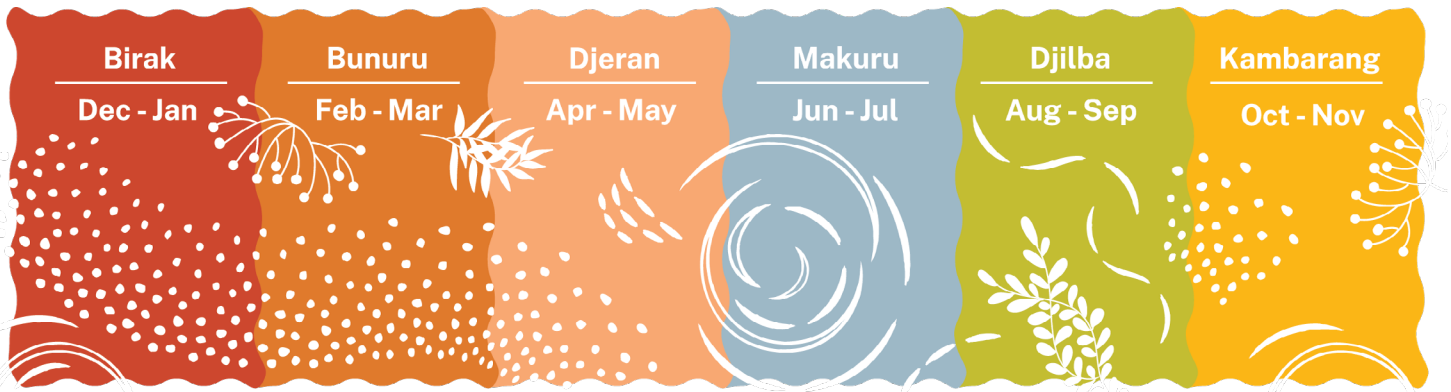 Birak
Dec - Jan
Bunuru
Feb - Mar
Djeran
Apr - May
Makuru
Jun - Jul
Djilba
Aug - Sep
Kambarang
Oct - Nov